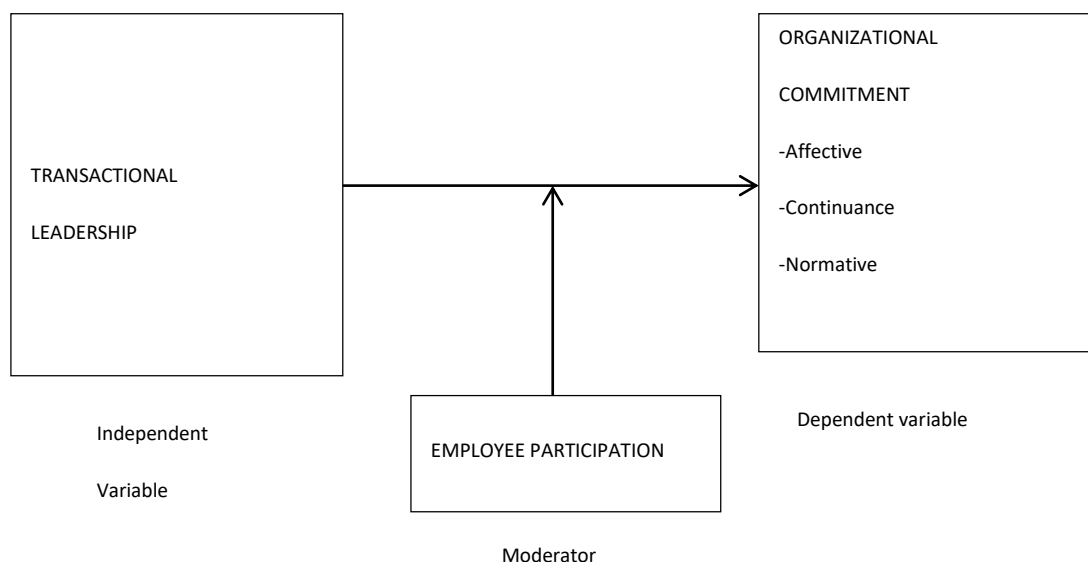 TRANSACTIONAL
LEADERSHIP
Independent
Variable
EMPLOYEE PARTICIPATION
Moderator
ORGANIZATIONAL
COMMITMENT
-Affective
-Continuance
-Normative
Dependent variable